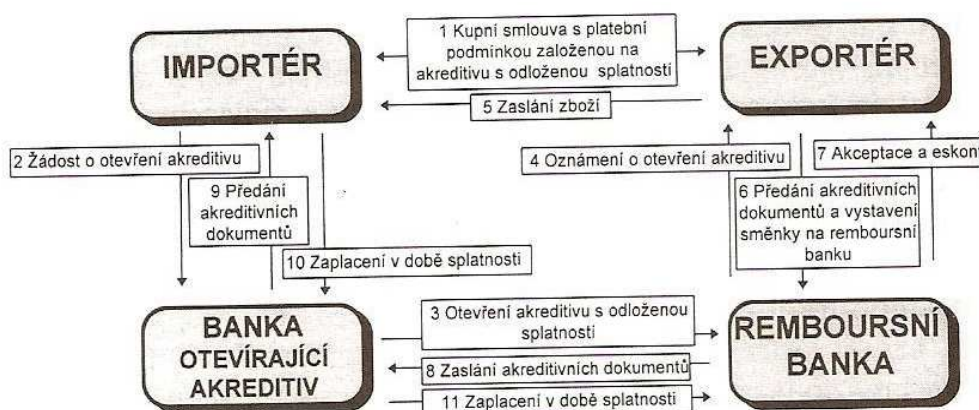 1 Kupní smlouva s platební
podmínkou založenou na
akreditivu s odloženou splatností
IMPORTÉR
EXPORTÉR
5 Zaslání zboží
2 Žádost o otevření akreditivu
4 Oznámení o otevření akreditivu
7 Akceptace a eskont
9 Předání
akreditivních
dokumentů
6 Předání akreditivních
dokumentů a vystavení
směnky na remboursní
banku
10 Zaplacení v době splatnosti
BANKA
OTEVÍRAJÍCÍ
AKREDITIV
3 Otevření akreditivu s odloženou
splatností
REMBOURSNÍ
BANKA
8 Zaslání akreditivních dokumentů
11 Zaplacení v době splatnosti